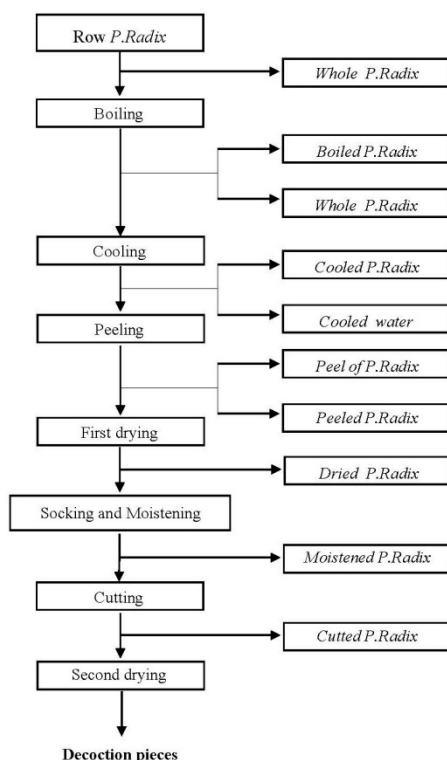 Row P.Radix
Whole P.Radix
Boiling
Boiled P.Radix
Whole P.Radix
Cooling
Cooled P.Radix
Cooled water
Peeling
Peel of P.Radix
Peeled P.Radix
First drying
Dried P.Radix
Socking and Moistening
Moistened P.Radix
Cutting
Cutted P.Radix
Second drying
Decoction pieces